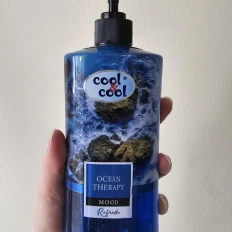 cool &
cool
OCEAN
THERAPY
MOOD
Refresh